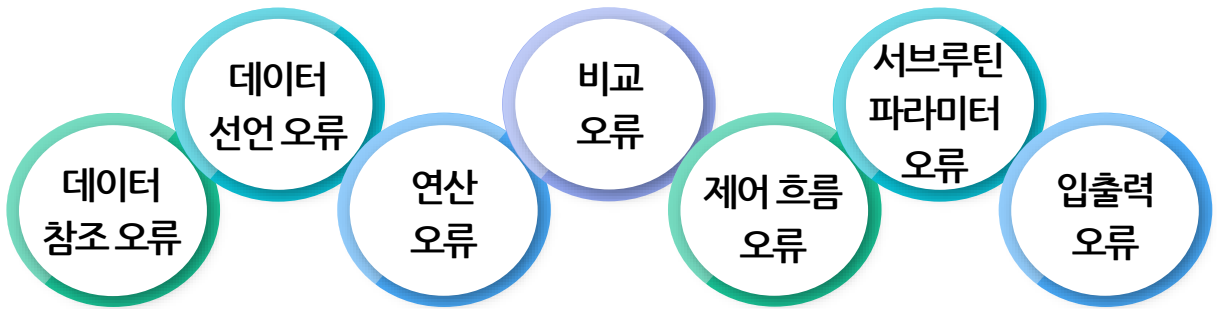 데이터
참조 오류
데이터
선언 오류
연산
오류
비교
오류
제어 흐름
오류
서브루틴
파라미터
오류
입출력
오류